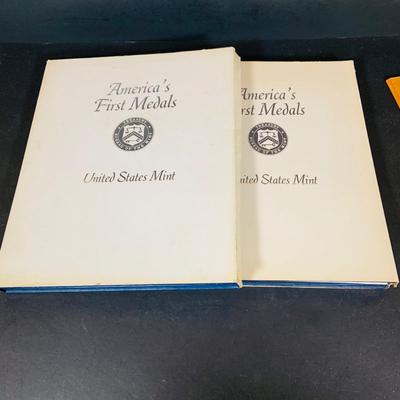 America's
First Medals
United States Mint
America's
First Medals
United States Mint